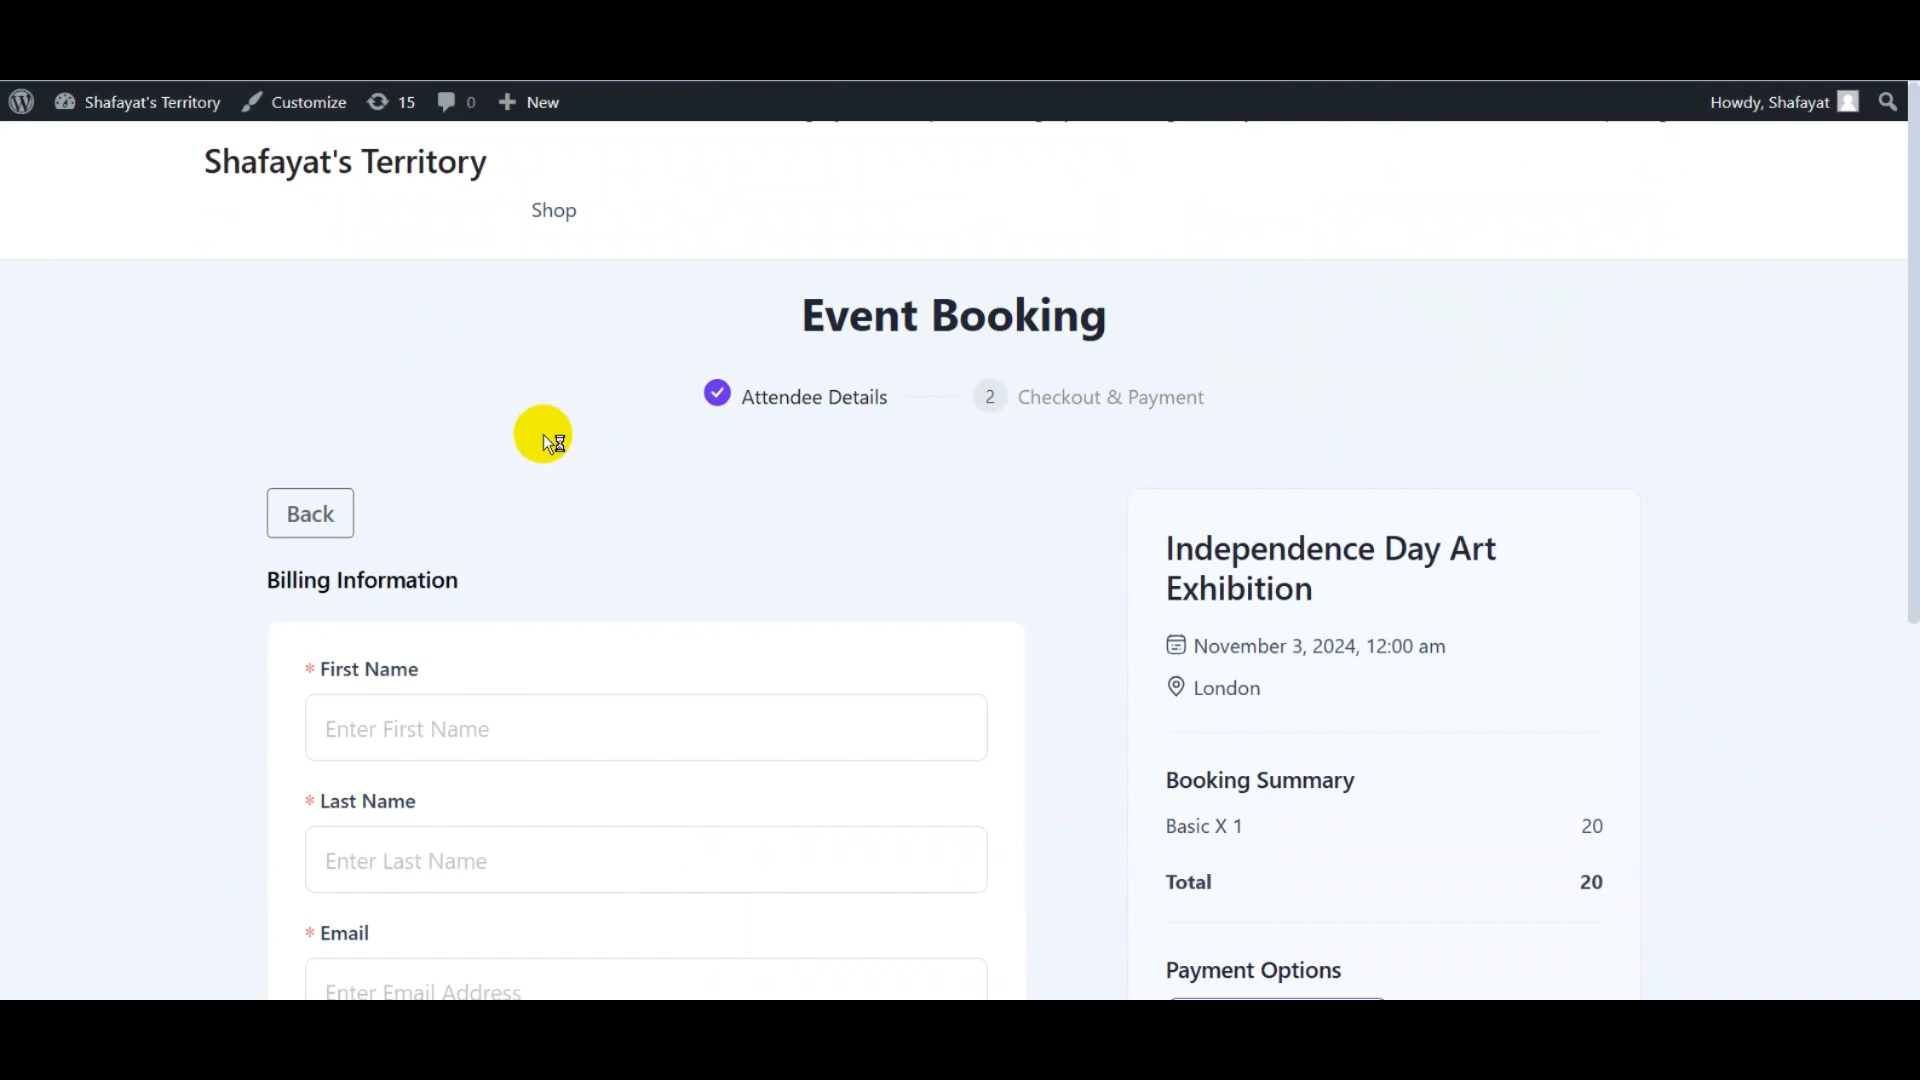 Shafayat's Territory
Customize
15
0
New
Howdy, Shafayat
Shafayat's Territory
Shop
Event Booking
Attendee Details
2
Checkout & Payment
Back
Billing Information
* First Name
Enter First Name
* Last Name
Enter Last Name
* Email
Enter Email Address
Independence Day Art
Exhibition
November 3, 2024, 12:00 am
London
Booking Summary
Basic X 1 20
Total 20
Payment Options